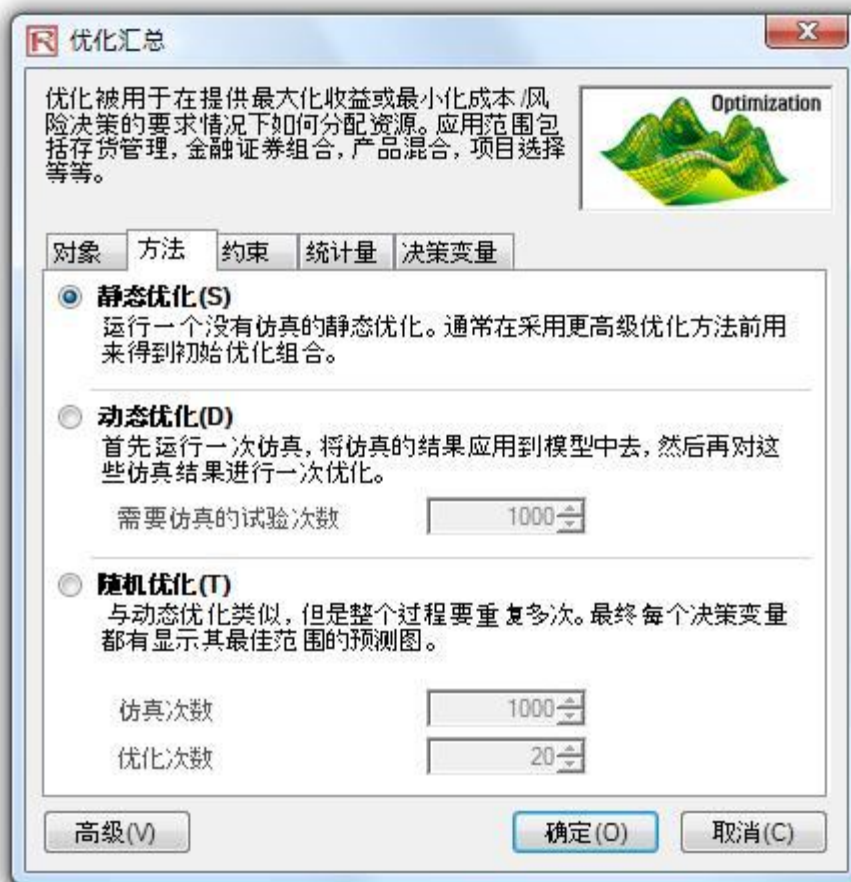 优化汇总
优化被用于在提供最大化收益或最小化成本/风
险决策的要求情况下如何分配资源。应用范围包
括存货管理,金融证券组合,产品混合,项目选择
等等。
Optimization
对象 方法 约束 统计量 决策变量
静态优化(S)
运行一个没有仿真的静态优化。通常在采用更高级优化方法前用
来得到初始优化组合。
动态优化(D)
首先运行一次仿真,将仿真的结果应用到模型中去,然后再对这
些仿真结果进行一次优化。
需要仿真的试验次数 1000
随机优化(T)
与动态优化类似,但是整个过程要重复多次。最终每个决策变量
都有显示其最佳范围的预测图。
仿真次数 1000
优化次数 20
高级(V) 确定(O) 取消(C)